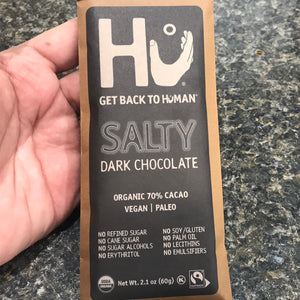 HU
GET BACK TO HUMAN®
SALTY
DARK CHOCOLATE
ORGANIC 70% CACAO
VEGAN | PALEO
NO REFINED SUGAR
NO CANE SUGAR
NO SUGAR ALCOHOLS
NO ERYTHRITOL
NO SOY/GLUTEN
NO PALM OIL
NO LECITHINS
NO EMULSIFIERS
USDA
ORGANIC
Net Wt. 2.1 oz (60g)
K